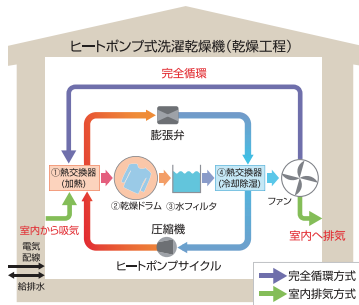 ヒートポンプ式洗濯乾燥機（乾燥工程）
完全循環
膨張弁
①熱交換器
（加熱）
②乾燥ドラム
③水フィルタ
④熱交換器
（冷却除湿）
ファン
室内から吸気
圧縮機
室内へ排気
電気
配線
給排水
ヒートポンプサイクル
完全循環方式
室内排気方式